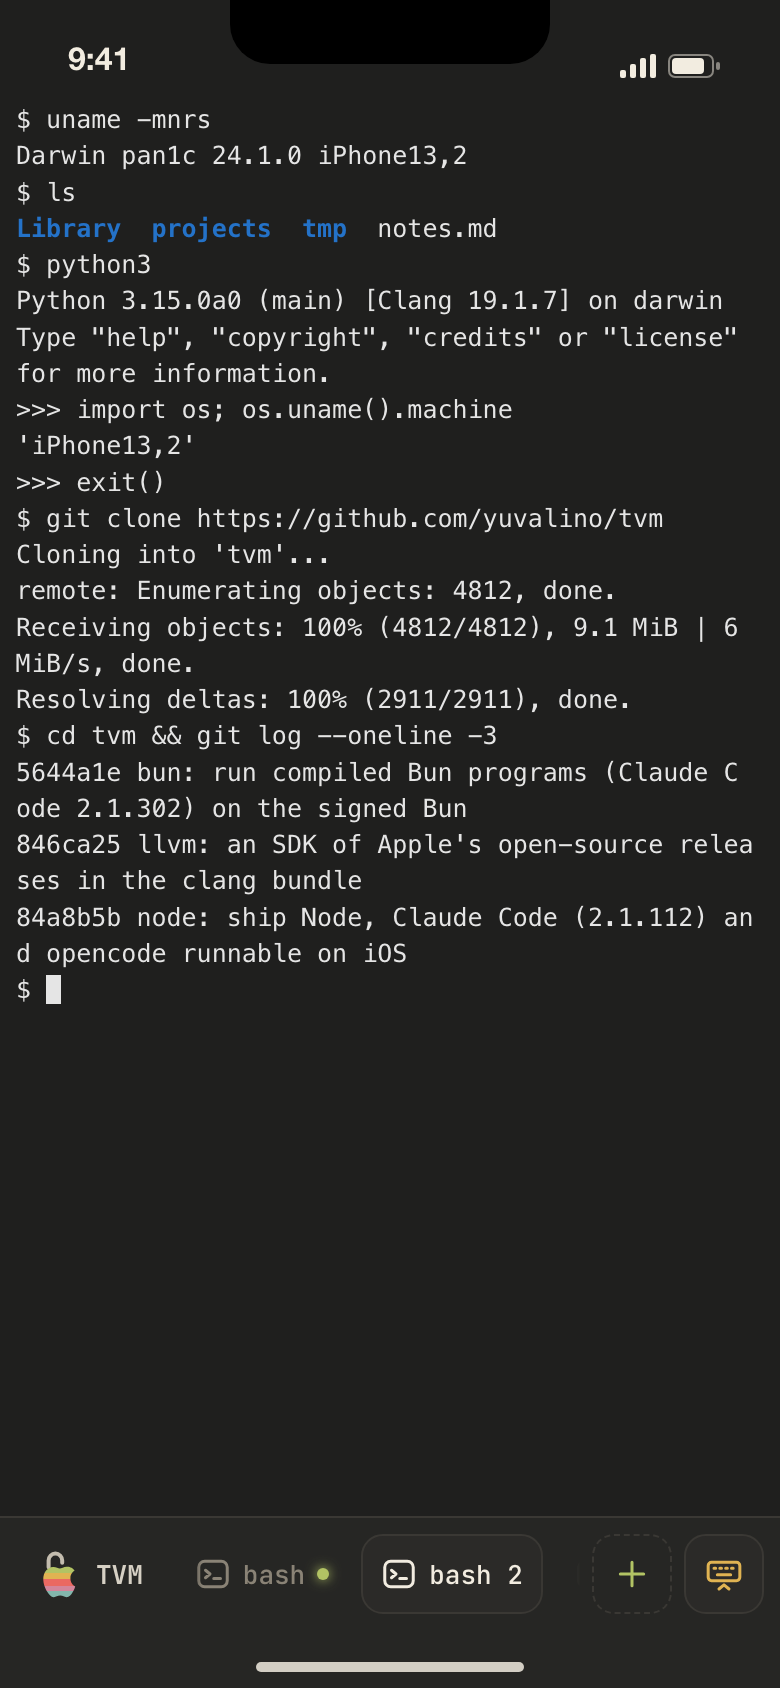 9:41
$ uname -mnrs
Darwin pan1c 24.1.0 iPhone13,2
$ ls
Library  projects  tmp  notes.md
$ python3
Python 3.15.0a0 (main) [Clang 19.1.7] on darwin
Type "help", "copyright", "credits" or "license"
for more information.
>>> import os; os.uname().machine
'iPhone13,2'
>>> exit()
$ git clone https://github.com/yuvalino/tvm
Cloning into 'tvm'...
remote: Enumerating objects: 4812, done.
Receiving objects: 100% (4812/4812), 9.1 MiB | 6
MiB/s, done.
Resolving deltas: 100% (2911/2911), done.
$ cd tvm && git log --oneline -3
5644a1e bun: run compiled Bun programs (Claude C
ode 2.1.302) on the signed Bun
846ca25 llvm: an SDK of Apple's open-source relea
ses in the clang bundle
84a8b5b node: ship Node, Claude Code (2.1.112) an
d opencode runnable on iOS
$
TVM bash bash 2